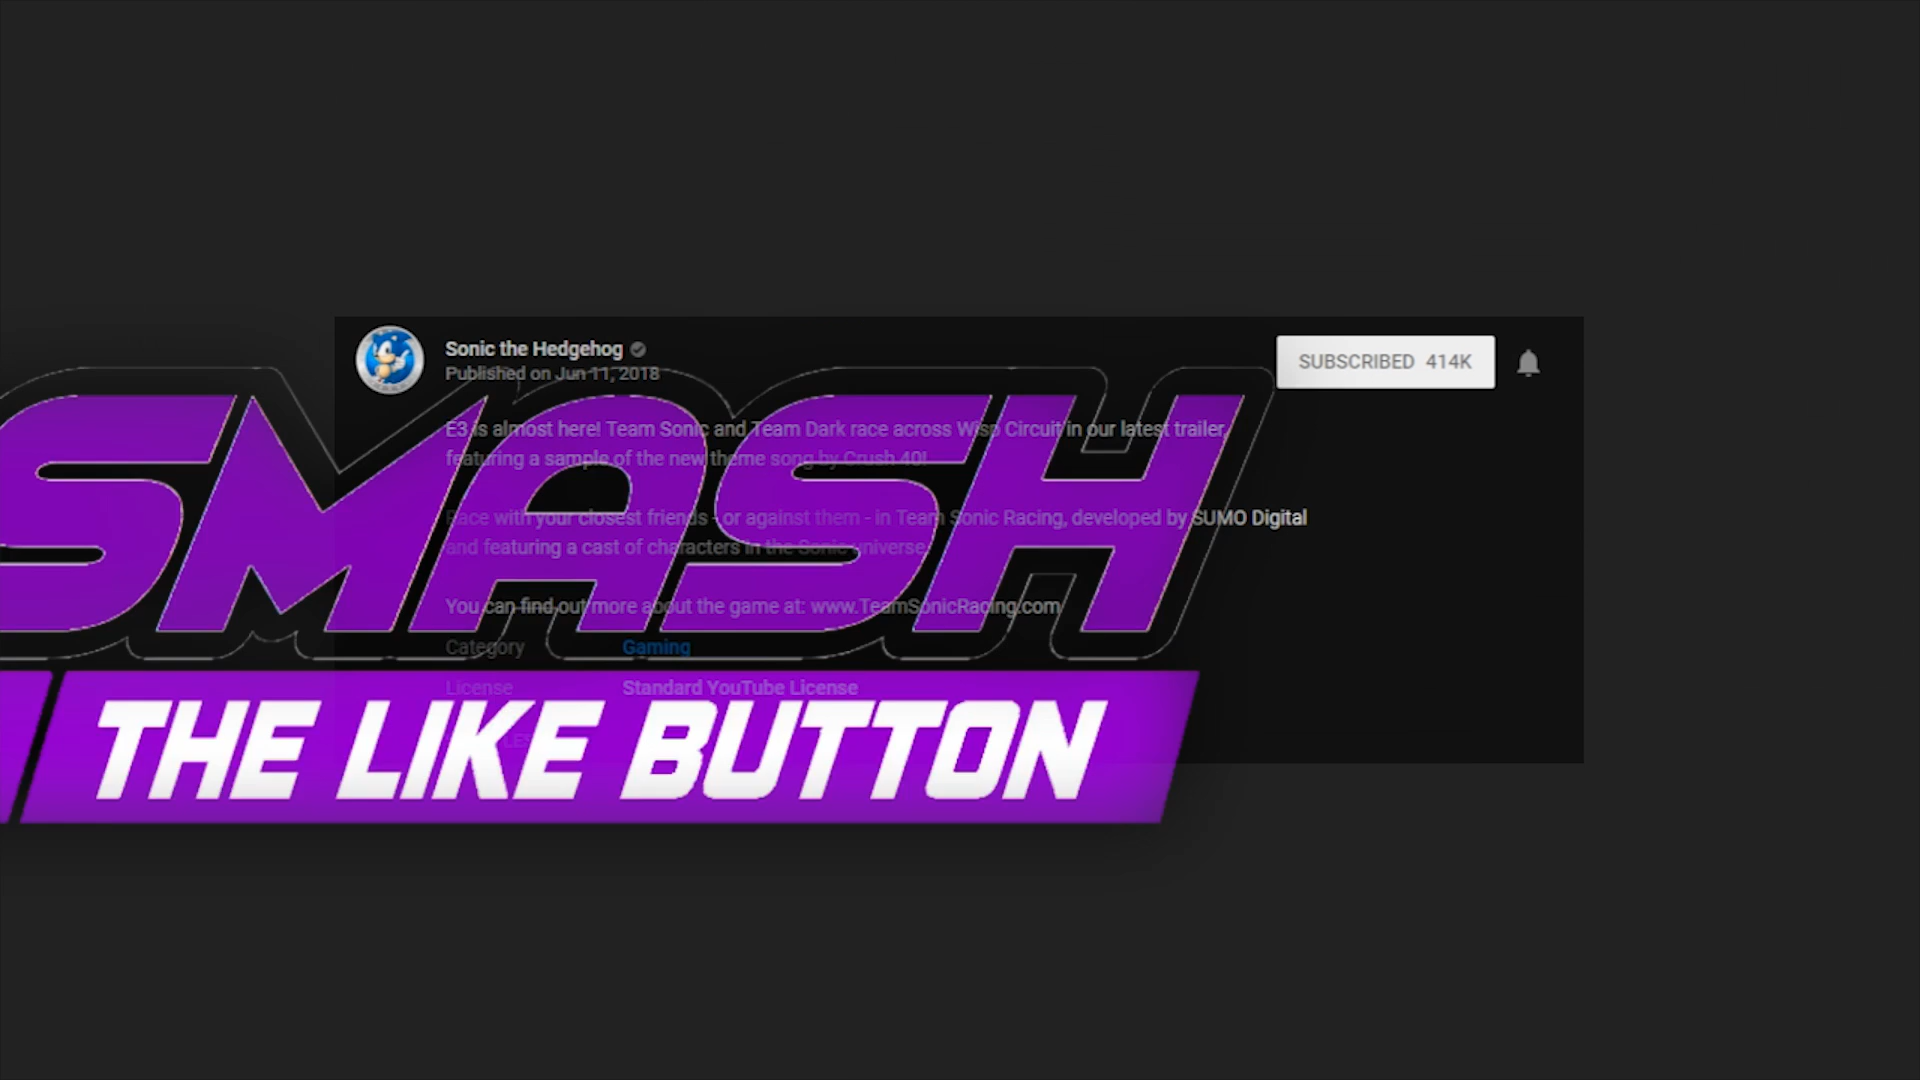 Sonic the Hedgehog
Published on Jun 11, 2018
SUBSCRIBED 414K
E3 is almost here! Team Sonic and Team Dark race across Wisp Circuit in our latest trailer,
featuring a sample of the new theme song by Crush 40!
Race with your closest friends - or against them - in Team Sonic Racing, developed by SUMO Digital
and featuring a cast of characters in the Sonic universe.
You can find out more about the game at: www.TeamSonicRacing.com
Category Gaming
License Standard YouTube License
SMASH
THE LIKE BUTTON